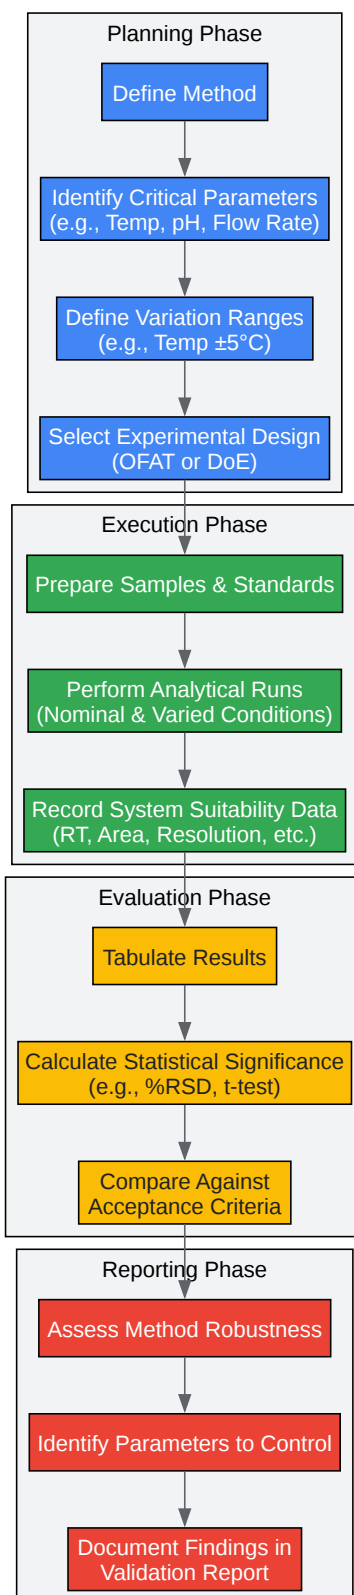 Planning Phase
Define Method
Identify Critical Parameters
(e.g., Temp, pH, Flow Rate)
Define Variation Ranges
(e.g., Temp ±5°C)
Select Experimental Design
(OFAT or DoE)
Execution Phase
Prepare Samples & Standards
Perform Analytical Runs
(Nominal & Varied Conditions)
Record System Suitability Data
(RT, Area, Resolution, etc.)
Evaluation Phase
Tabulate Results
Calculate Statistical Significance
(e.g., %RSD, t-test)
Compare Against
Acceptance Criteria
Reporting Phase
Assess Method Robustness
Identify Parameters to Control
Document Findings in
Validation Report